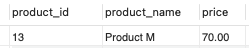 product_id product_name price
13 Product M 70.00